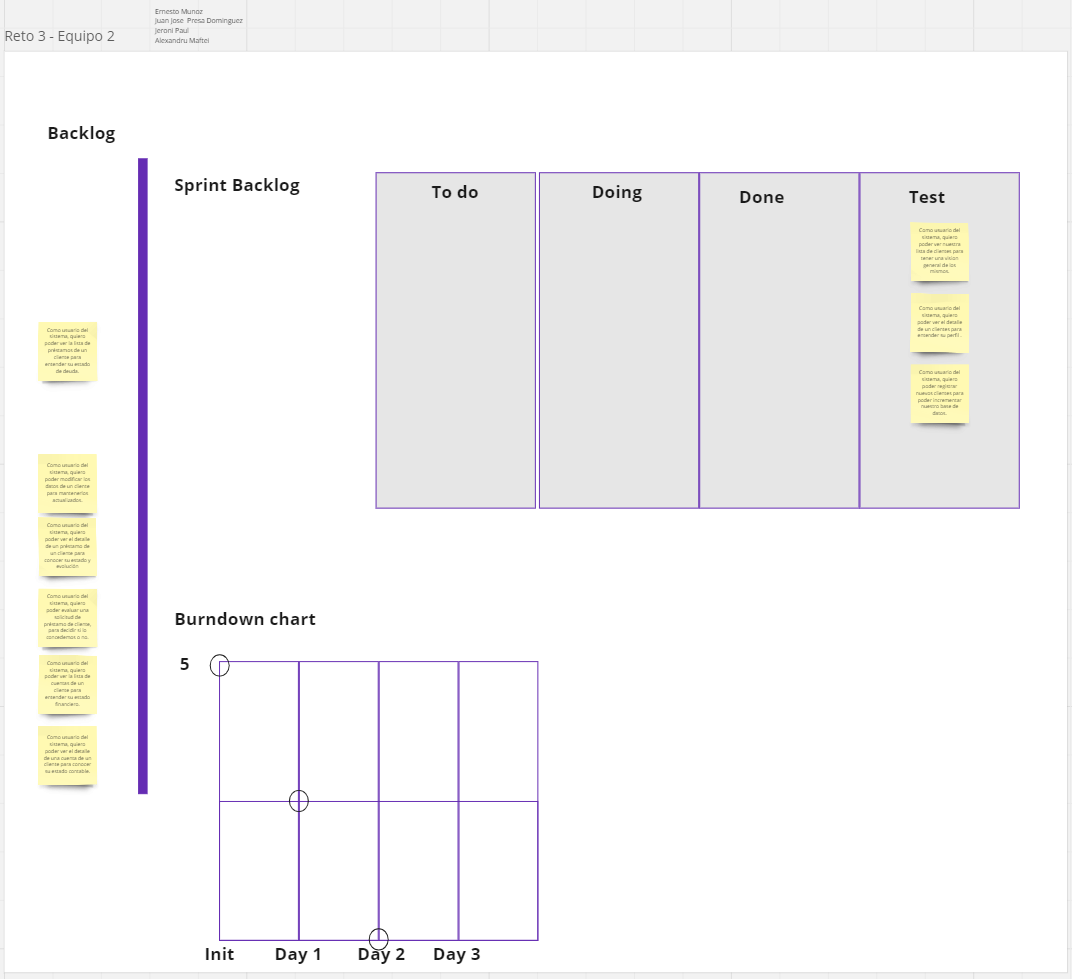 Ernesto Munoz
Juan Jose Presa Dominguez
Jeroni Paul
Alexandru Maftei
Reto 3 - Equipo 2
Backlog
Como usuario del
sistema, quiero
poder ver la lista de
préstamos de un
cliente para
entender su estado
de deuda.
Como usuario del
sistema, quiero
poder modificar los
datos de un cliente
para mantenerlos
actualizados.
Como usuario del
sistema, quiero
poder ver el detalle
de un préstamo de
un cliente para
conocer su estado y
evolución
Como usuario del
sistema, quiero
poder evaluar una
solicitud de
préstamo de cliente,
para decidir si lo
concedemos o no.
Como usuario del
sistema, quiero
poder ver la lista de
cuentas de un
cliente para
entender su estado
financiero.
Como usuario del
sistema, quiero
poder ver el detalle
de una cuenta de un
cliente para conocer
su estado contable.
Sprint Backlog
To do
Doing
Done
Test
Como usuario del
sistema, quiero
poder ver nuestra
lista de clientes para
tener una vision
general de los
mismos.
Como usuario del
sistema, quiero
poder ver el detalle
de un clientes para
entender su perfil .
Como usuario del
sistema, quiero
poder registrar
nuevos clientes para
poder incrementar
nuestro base de
datos.
Burndown chart
5
Init
Day 1
Day 2
Day 3